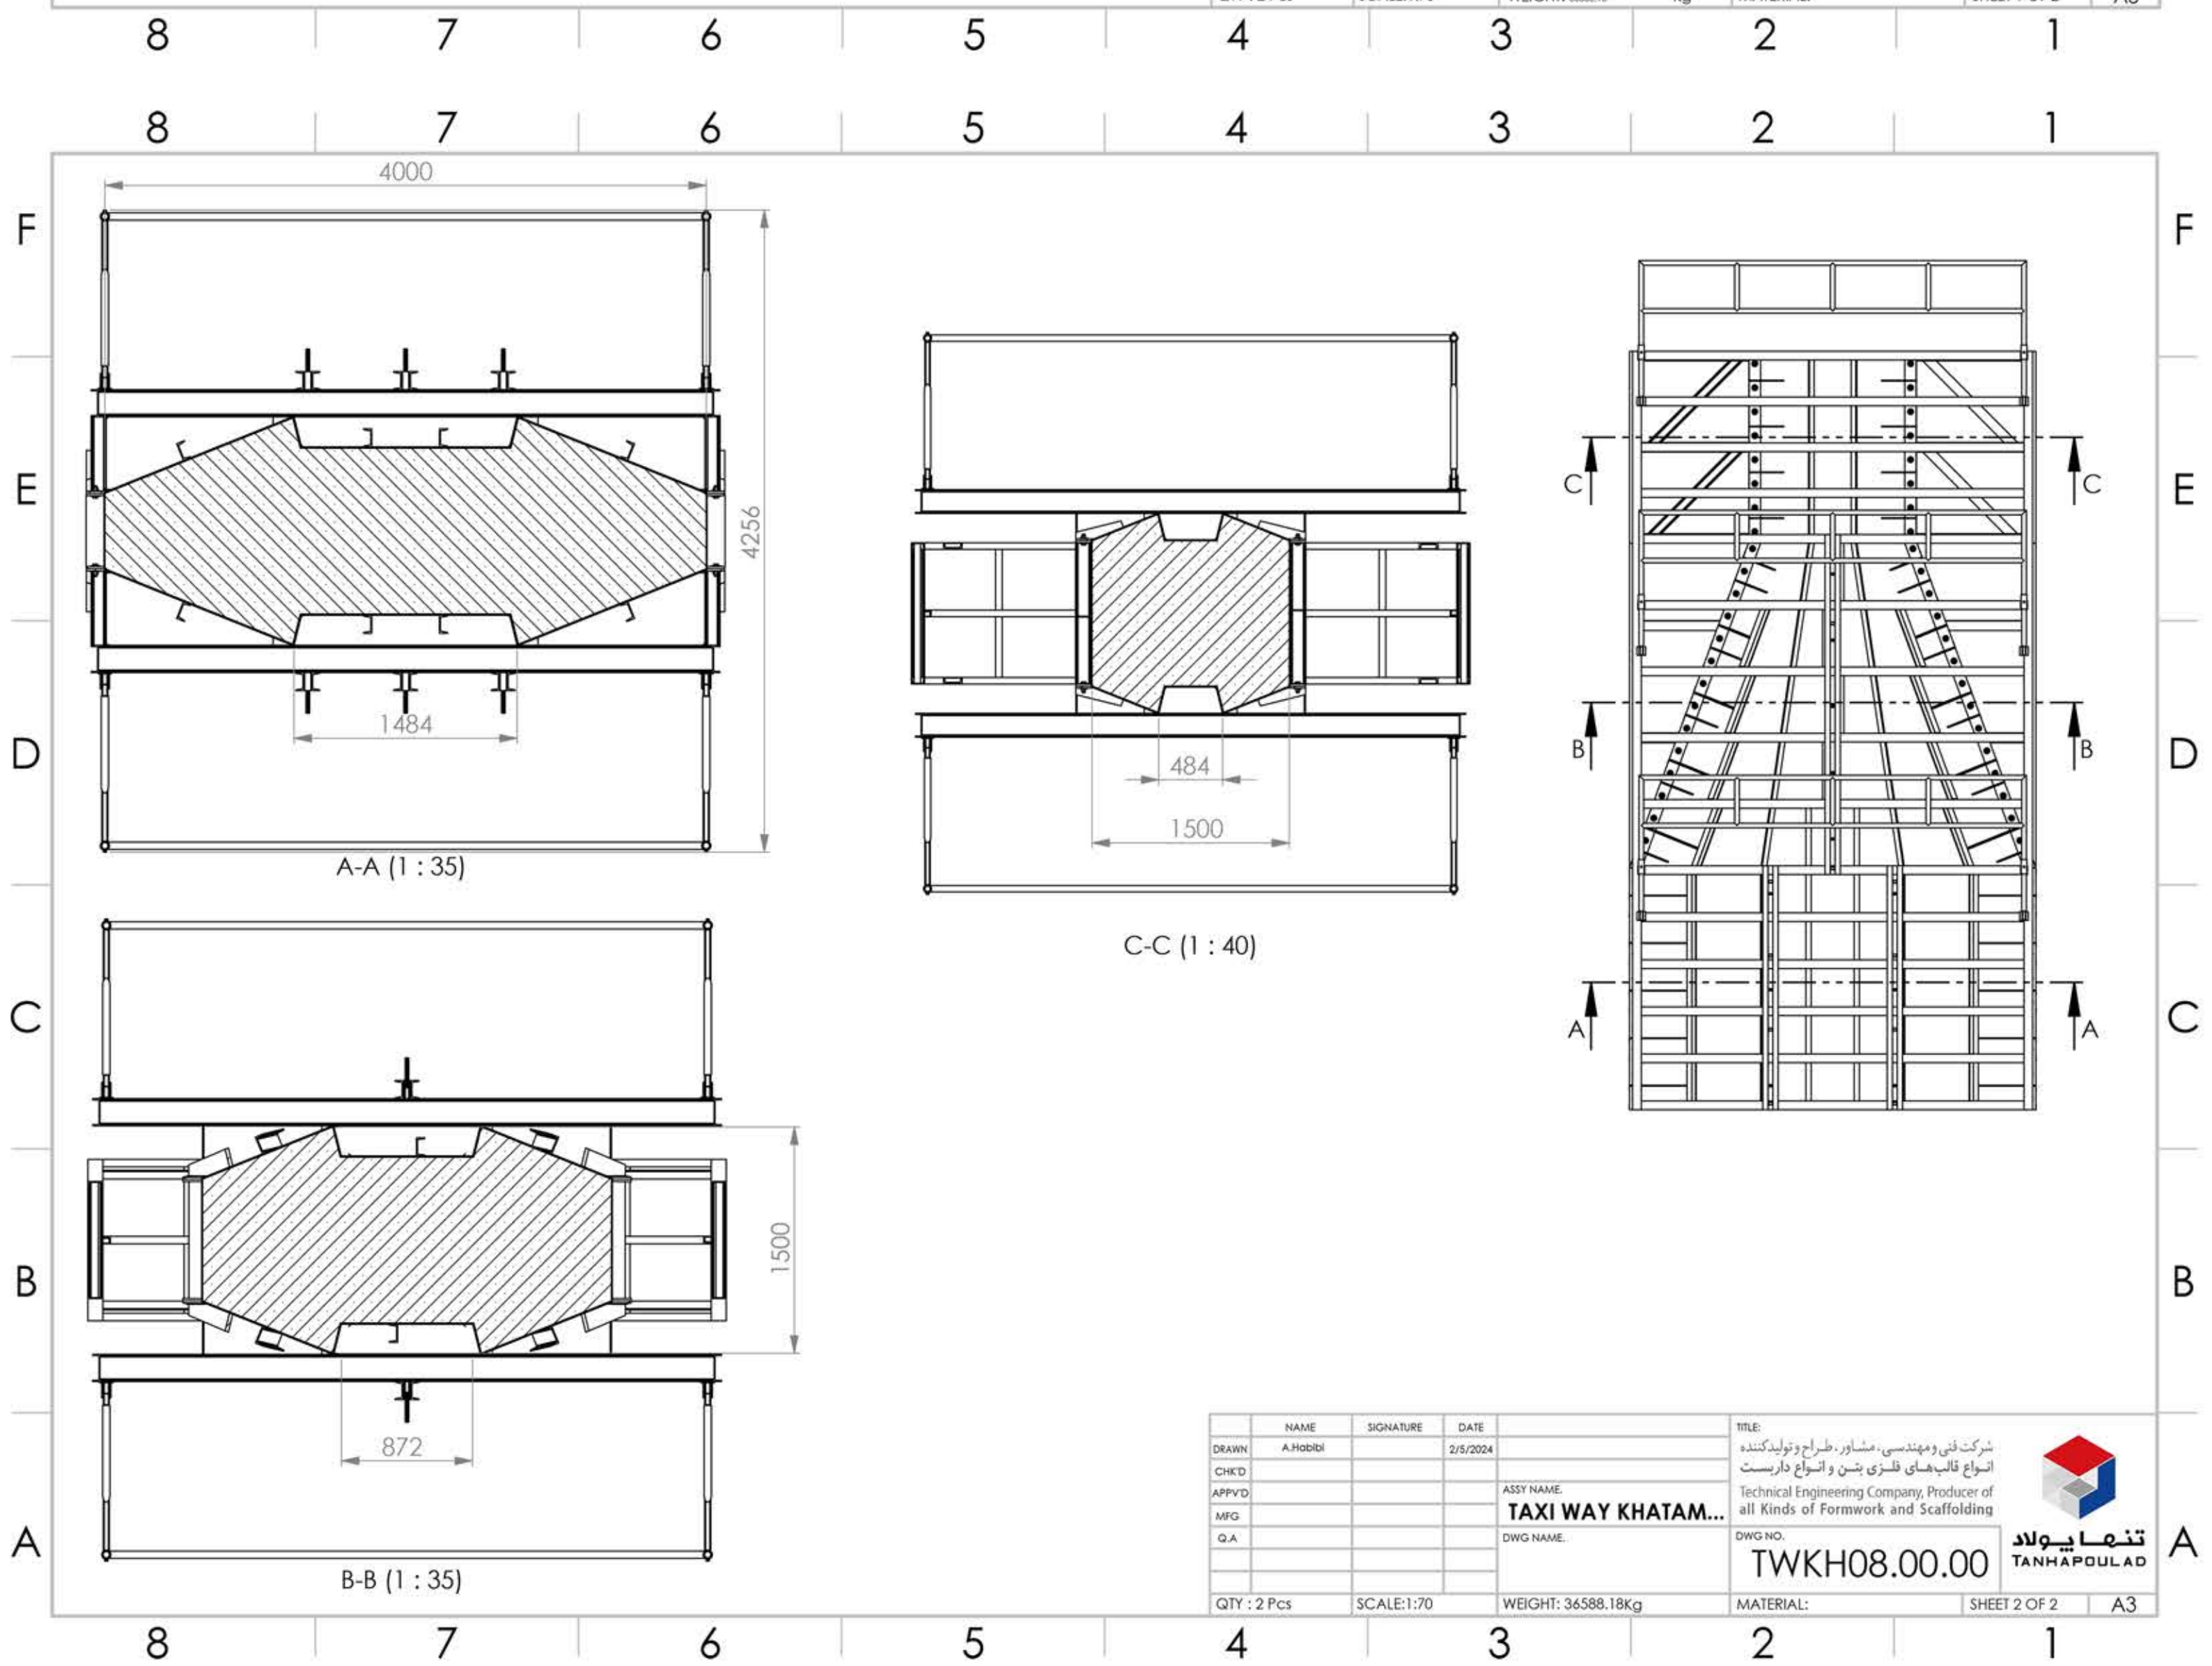 8 7 6 5 4 3 2 1
8 7 6 5 4 3 2 1
F
E
D
C
B
A
F
E
D
C
B
A
4000
4256
1484
A-A (1 : 35)
484
1500
C-C (1 : 40)
C C
B B
A A
1500
872
B-B (1 : 35)
NAME SIGNATURE DATE
DRAWN A.Habibi 2/5/2024
CHK'D
APPV'D
MFG
Q.A
ASSY NAME.
TAXI WAY KHATAM...
DWG NAME.
TITLE:
شرکت فنی و مهندسی، مشاور، طراح و تولیدکننده
انواع قالب‌های فلزی بتن و انواع داربست
Technical Engineering Company, Producer of
all Kinds of Formwork and Scaffolding
DWG NO.
TWKH08.00.00
تنها پولاد
TANHAPOULAD
QTY : 2 Pcs SCALE:1:70 WEIGHT: 36588.18Kg MATERIAL: SHEET 2 OF 2 A3
8 7 6 5 4 3 2 1